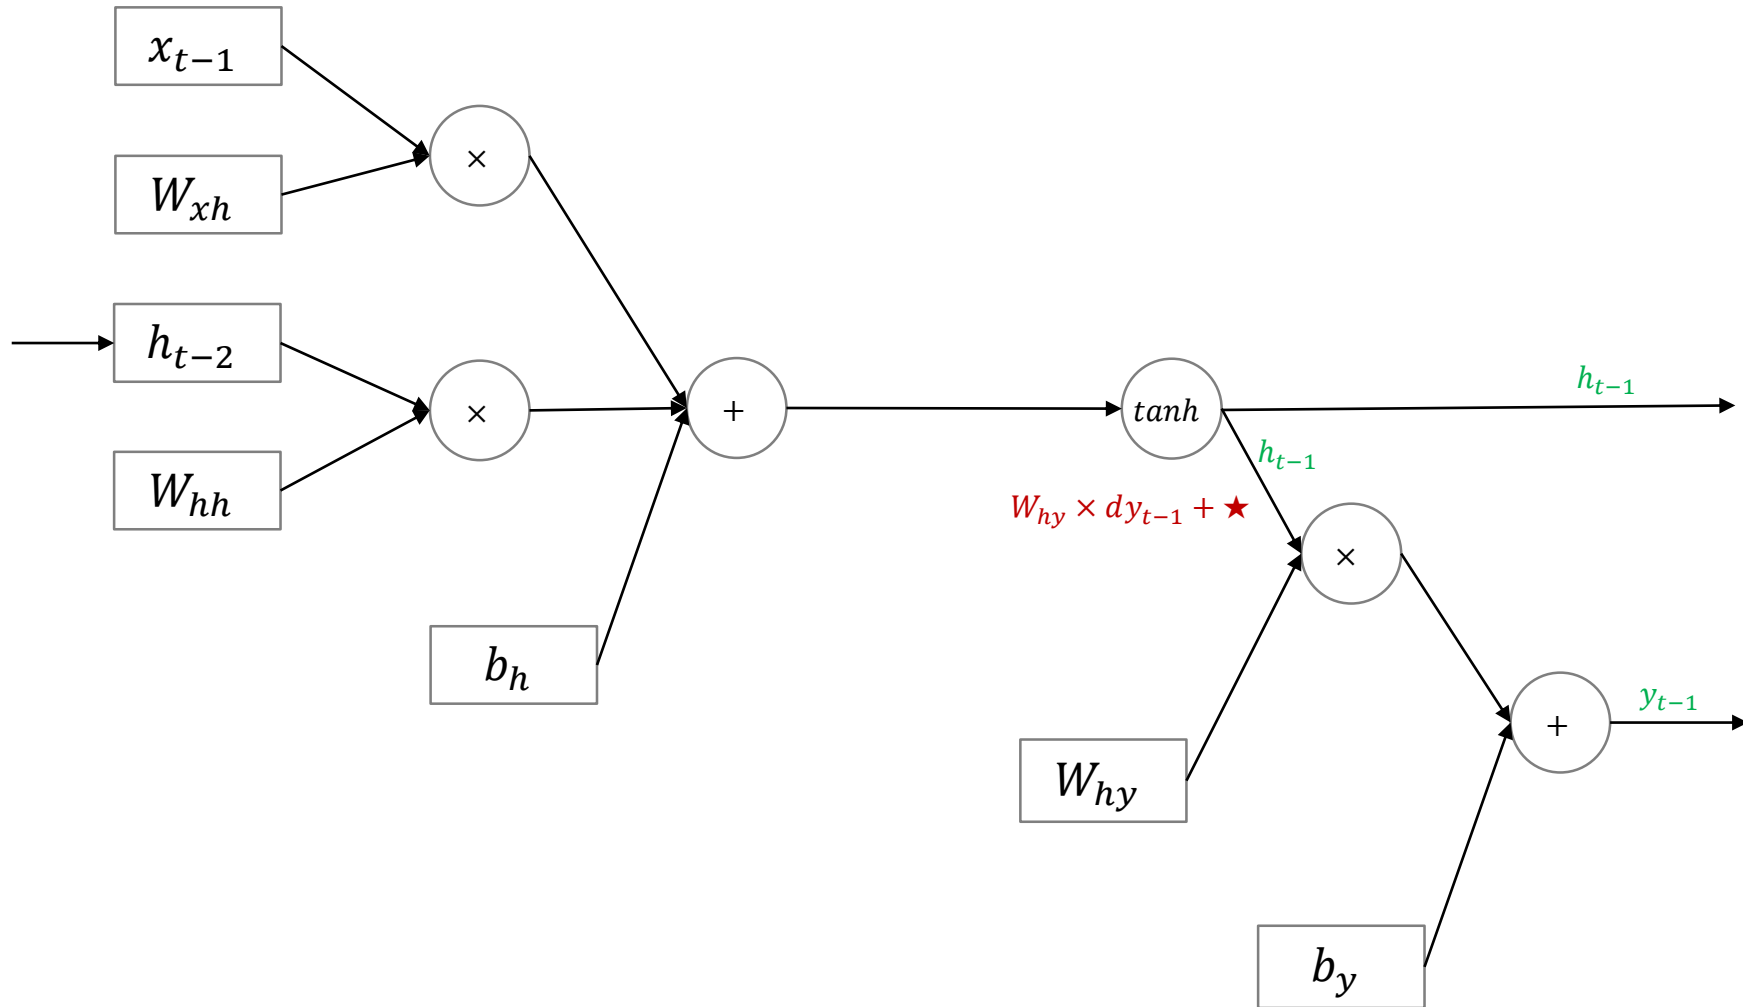 x_{t−1}
×
W_{xh}
h_{t−2}
h_{t−1}
×
+
tanh
h_{t−1}
W_{hh}
W_{hy} × dy_{t−1} + ★
×
b_h
y_{t−1}
+
W_{hy}
b_y